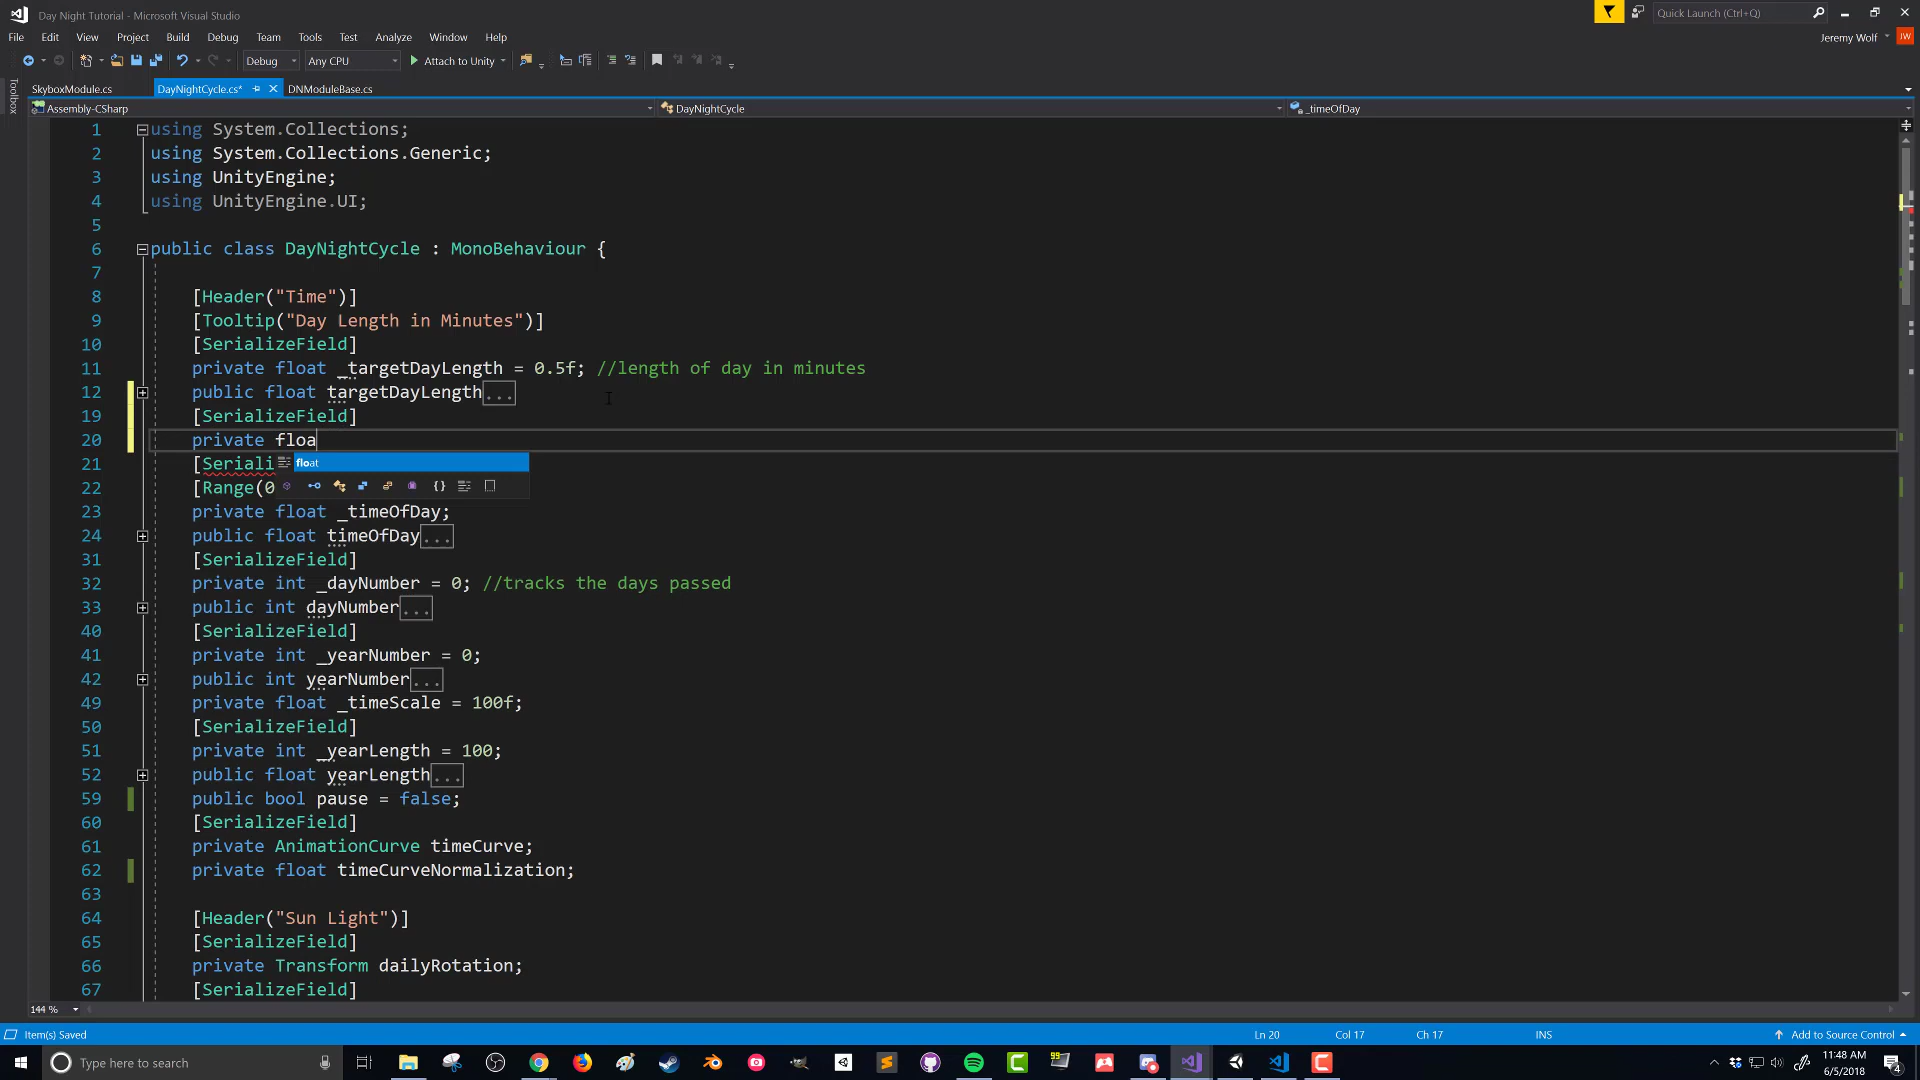 Day Night Tutorial - Microsoft Visual Studio
Quick Launch (Ctrl+Q)
File Edit View Project Build Debug Team Tools Test Analyze Window Help
Jeremy Wolf JW
Debug Any CPU Attach to Unity
Toolbox
SkyboxModule.cs DayNightCycle.cs* DNModuleBase.cs
Assembly-CSharp DayNightCycle _timeOfDay
1 using System.Collections;
2 using System.Collections.Generic;
3 using UnityEngine;
4 using UnityEngine.UI;
5
6 public class DayNightCycle : MonoBehaviour {
7
8 [Header("Time")]
9 [Tooltip("Day Length in Minutes")]
10 [SerializeField]
11 private float _targetDayLength = 0.5f; //length of day in minutes
12 public float targetDayLength...
19 [SerializeField]
20 private floa
21 [Seriali float
22 [Range(0
23 private float _timeOfDay;
24 public float timeOfDay...
31 [SerializeField]
32 private int _dayNumber = 0; //tracks the days passed
33 public int dayNumber...
40 [SerializeField]
41 private int _yearNumber = 0;
42 public int yearNumber...
49 private float _timeScale = 100f;
50 [SerializeField]
51 private int _yearLength = 100;
52 public float yearLength...
59 public bool pause = false;
60 [SerializeField]
61 private AnimationCurve timeCurve;
62 private float timeCurveNormalization;
63
64 [Header("Sun Light")]
65 [SerializeField]
66 private Transform dailyRotation;
67 [SerializeField]
144 %
Item(s) Saved Ln 20 Col 17 Ch 17 INS Add to Source Control
Type here to search 99 11:48 AM
6/5/2018 4